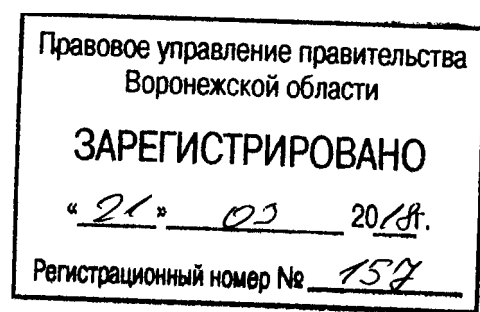 Правовое управление правительства
Воронежской области
ЗАРЕГИСТРИРОВАНО
« 21 » 03 2018г.
Регистрационный номер № 157